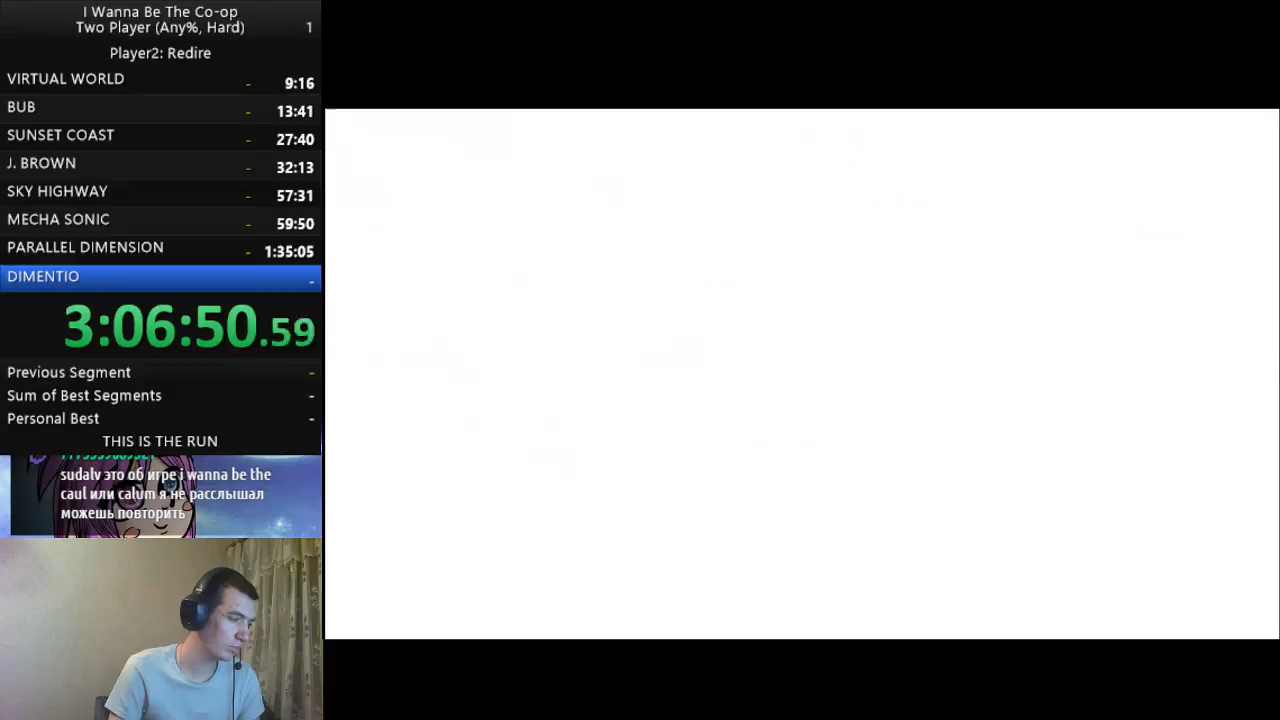 I Wanna Be The Co-op
Two Player (Any%, Hard) 1
Player2: Redire
VIRTUAL WORLD - 9:16
BUB - 13:41
SUNSET COAST - 27:40
J. BROWN - 32:13
SKY HIGHWAY - 57:31
MECHA SONIC - 59:50
PARALLEL DIMENSION - 1:35:05
DIMENTIO -
3:06:50.59
Previous Segment -
Sum of Best Segments -
Personal Best -
THIS IS THE RUN
sudalv это об игре i wanna be the
caul или calum я не расслышал
можешь повторить